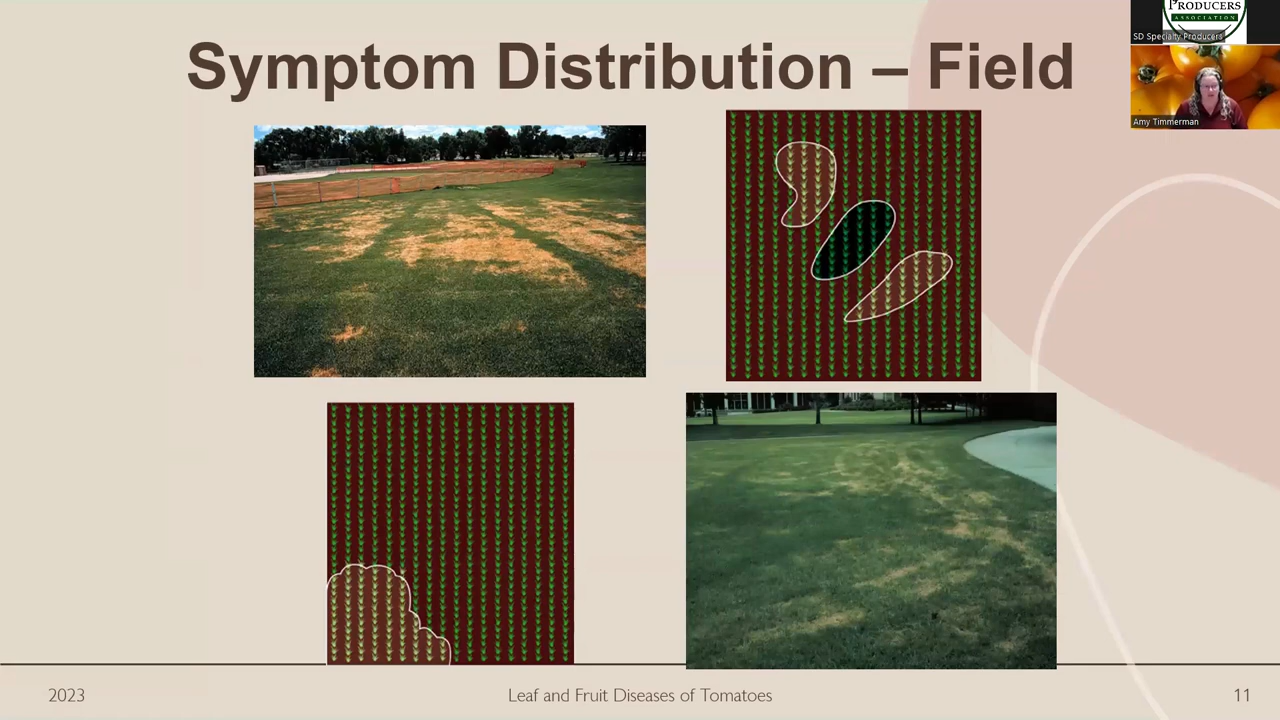 PRODUCERS
ASSOCIATION
SD Specialty Producers
Symptom Distribution – Field
Amy Timmerman
2023
Leaf and Fruit Diseases of Tomatoes
11